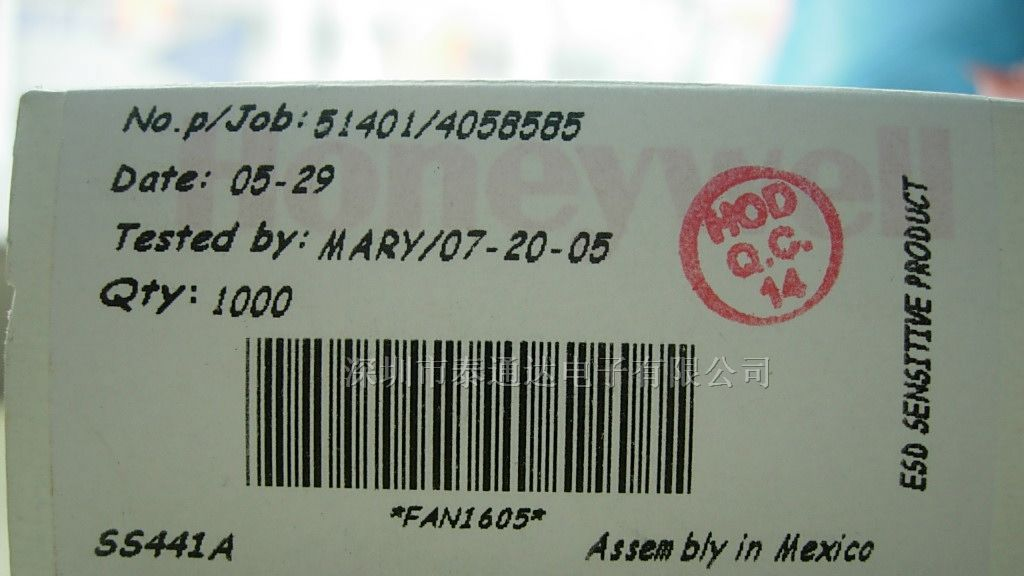 No.p/Job: 51401/4058585
Honeywell
Date: 05-29
Tested by: MARY/07-20-05
Qty: 1000
HOD
Q.C.
14
ESD SENSITIVE PRODUCT
深圳市泰通达电子有限公司
*FAN1605*
SS441A
Assembly in Mexico